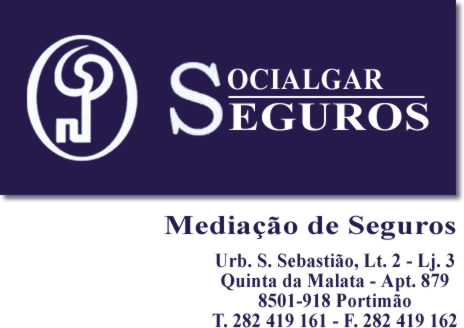 SOCIALGAR
SEGUROS
Mediação de Seguros
Urb. S. Sebastião, Lt. 2 - Lj. 3
Quinta da Malata - Apt. 879
8501-918 Portimão
T. 282 419 161 - F. 282 419 162